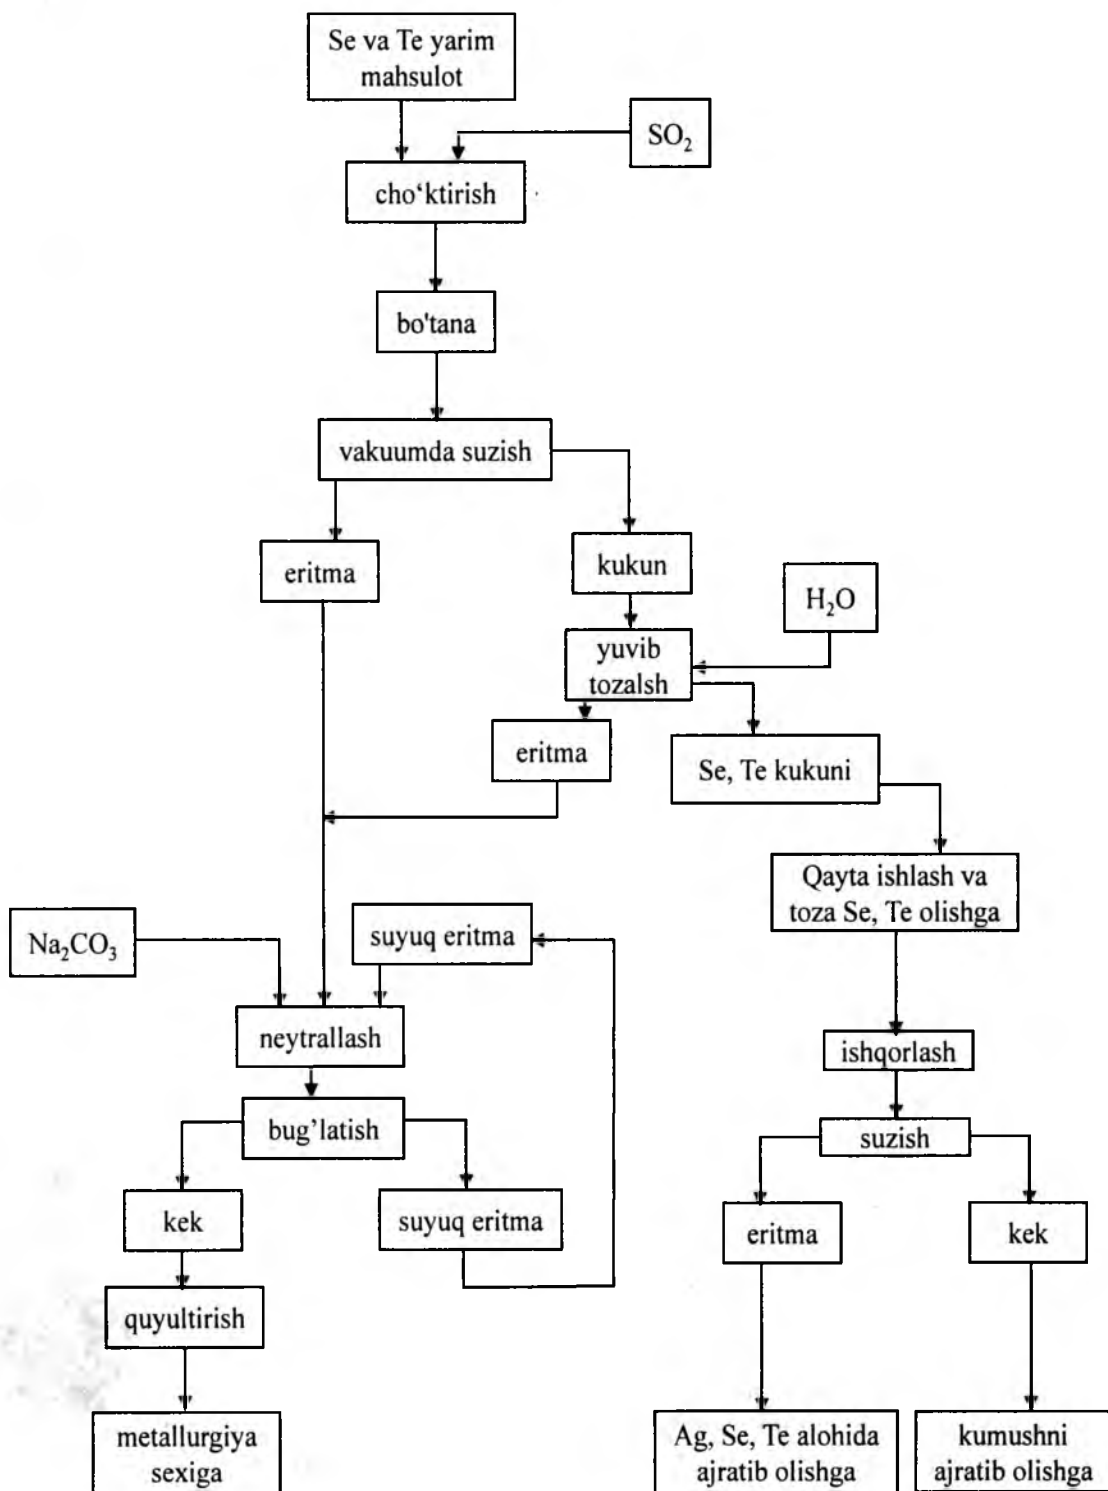 Se va Te yarim
mahsulot
SO₂
cho‘ktirish
bo'tana
vakuumda suzish
eritma
kukun
H₂O
yuvib
tozalsh
eritma
Se, Te kukuni
Qayta ishlash va
toza Se, Te olishga
Na₂CO₃
suyuq eritma
neytrallash
ishqorlash
bug’latish
suzish
kek
suyuq eritma
eritma
kek
quyultirish
metallurgiya
sexiga
Ag, Se, Te alohida
ajratib olishga
kumushni
ajratib olishga